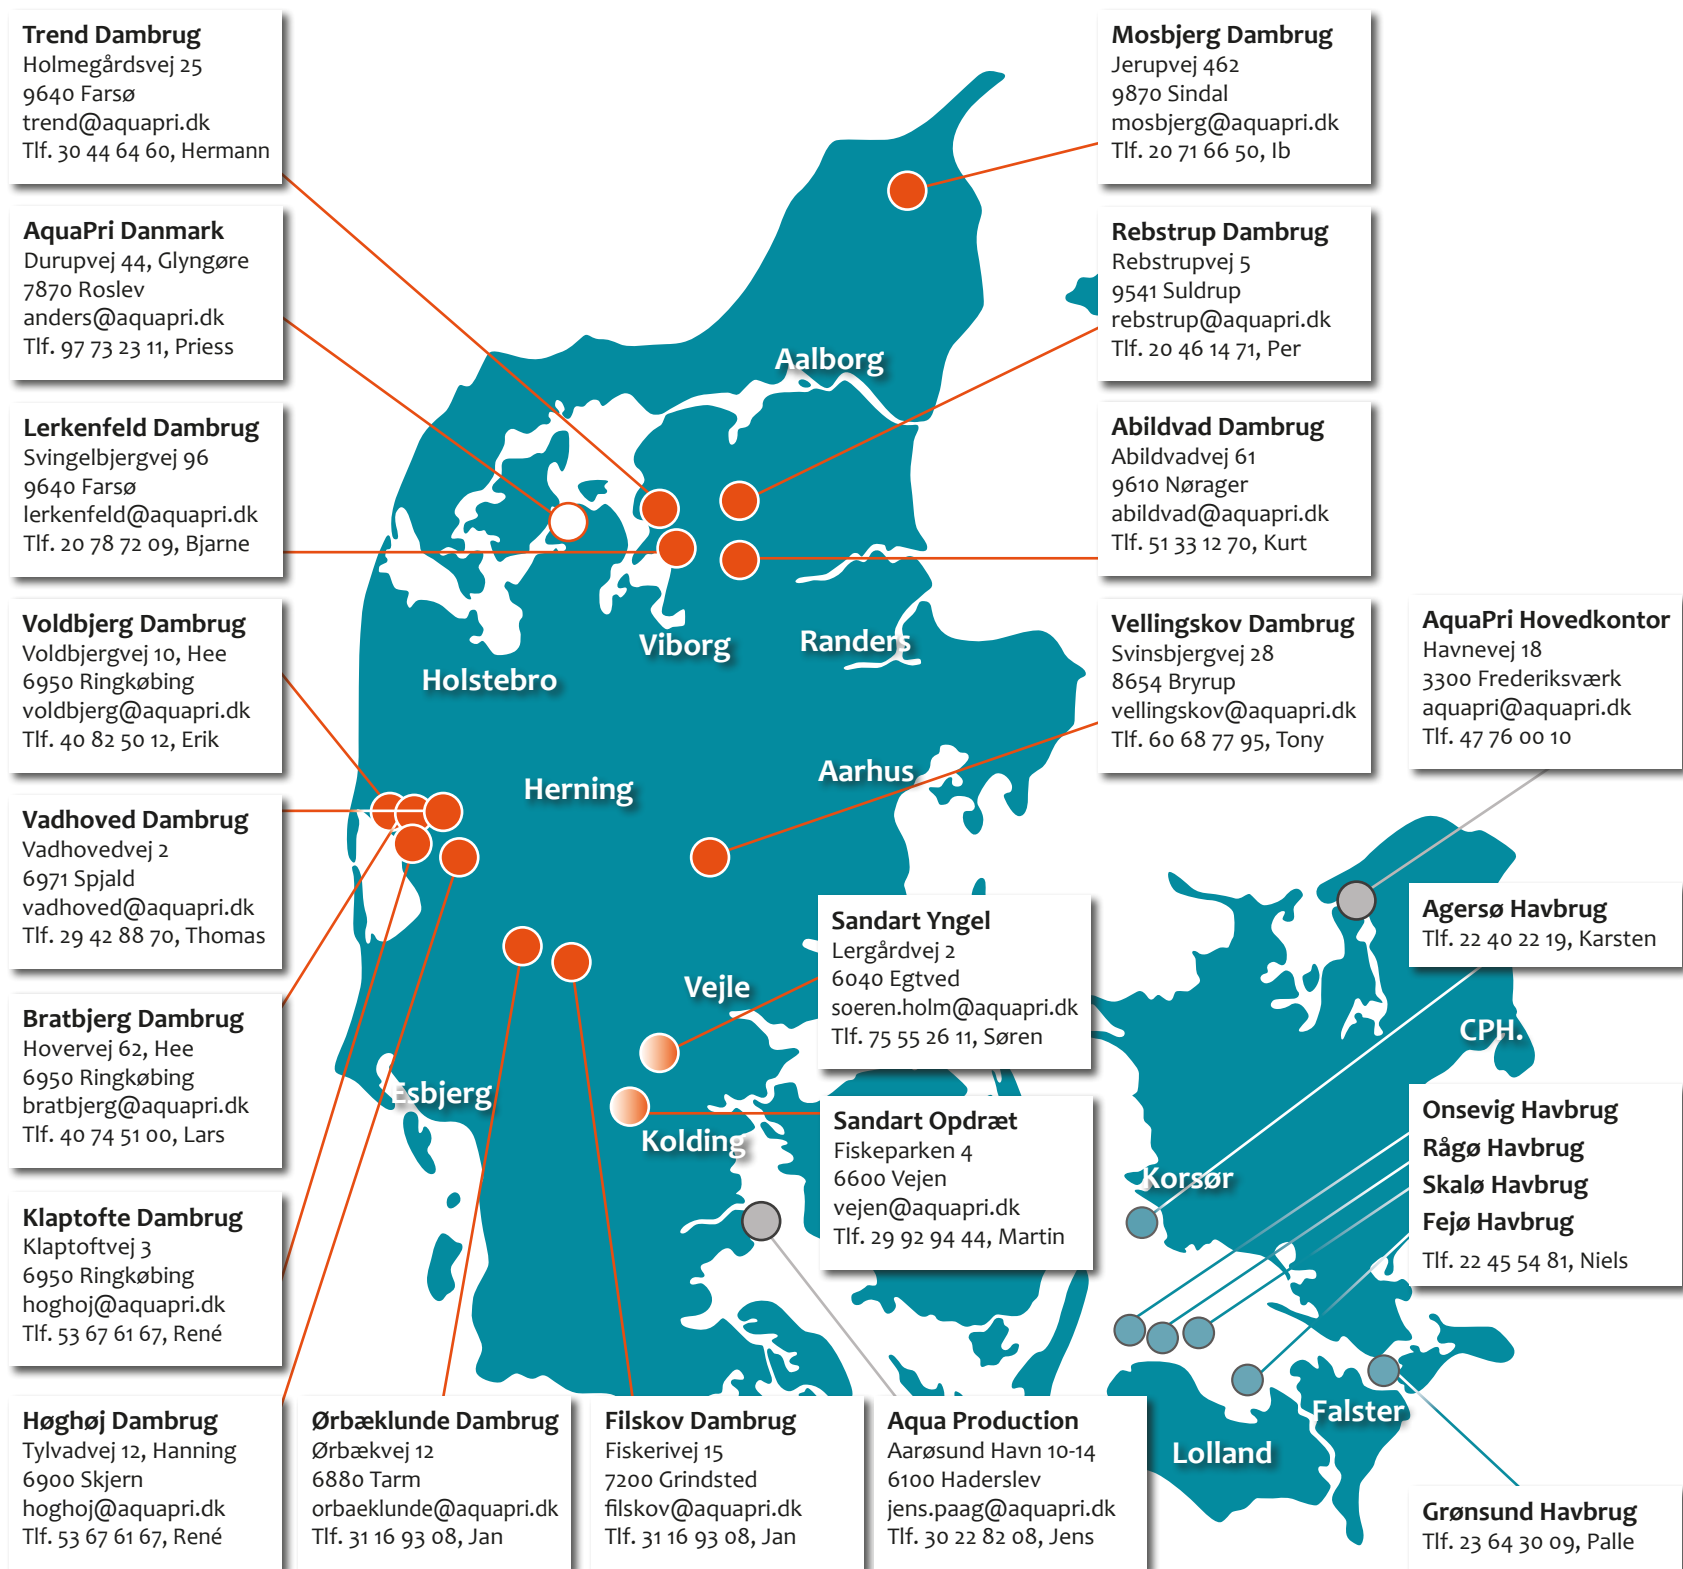 Trend Dambrug
Holmegårdsvej 25
9640 Farsø
trend@aquapri.dk
Tlf. 30 44 64 60, Hermann
AquaPri Danmark
Durupvej 44, Glyngøre
7870 Roslev
anders@aquapri.dk
Tlf. 97 73 23 11, Priess
Lerkenfeld Dambrug
Svingelbjergvej 96
9640 Farsø
lerkenfeld@aquapri.dk
Tlf. 20 78 72 09, Bjarne
Voldbjerg Dambrug
Voldbjergvej 10, Hee
6950 Ringkøbing
voldbjerg@aquapri.dk
Tlf. 40 82 50 12, Erik
Vadhoved Dambrug
Vadhovedvej 2
6971 Spjald
vadhoved@aquapri.dk
Tlf. 29 42 88 70, Thomas
Bratbjerg Dambrug
Hovervej 62, Hee
6950 Ringkøbing
bratbjerg@aquapri.dk
Tlf. 40 74 51 00, Lars
Klaptofte Dambrug
Klaptoftvej 3
6950 Ringkøbing
hoghoj@aquapri.dk
Tlf. 53 67 61 67, René
Høghøj Dambrug
Tylvadvej 12, Hanning
6900 Skjern
hoghoj@aquapri.dk
Tlf. 53 67 61 67, René
Ørbæklunde Dambrug
Ørbækvej 12
6880 Tarm
orbaeklunde@aquapri.dk
Tlf. 31 16 93 08, Jan
Filskov Dambrug
Fiskerivej 15
7200 Grindsted
filskov@aquapri.dk
Tlf. 31 16 93 08, Jan
Aqua Production
Aarøsund Havn 10-14
6100 Haderslev
jens.paag@aquapri.dk
Tlf. 30 22 82 08, Jens
Mosbjerg Dambrug
Jerupvej 462
9870 Sindal
mosbjerg@aquapri.dk
Tlf. 20 71 66 50, Ib
Rebstrup Dambrug
Rebstrupvej 5
9541 Suldrup
rebstrup@aquapri.dk
Tlf. 20 46 14 71, Per
Abildvad Dambrug
Abildvadvej 61
9610 Nørager
abildvad@aquapri.dk
Tlf. 51 33 12 70, Kurt
Vellingskov Dambrug
Svinsbjergvej 28
8654 Bryrup
vellingskov@aquapri.dk
Tlf. 60 68 77 95, Tony
AquaPri Hovedkontor
Havnevej 18
3300 Frederiksværk
aquapri@aquapri.dk
Tlf. 47 76 00 10
Sandart Yngel
Lergårdvej 2
6040 Egtved
soeren.holm@aquapri.dk
Tlf. 75 55 26 11, Søren
Sandart Opdræt
Fiskeparken 4
6600 Vejen
vejen@aquapri.dk
Tlf. 29 92 94 44, Martin
Agersø Havbrug
Tlf. 22 40 22 19, Karsten
Onsevig Havbrug
Rågø Havbrug
Skalø Havbrug
Fejø Havbrug
Tlf. 22 45 54 81, Niels
Grønsund Havbrug
Tlf. 23 64 30 09, Palle
Aalborg
Viborg
Randers
Holstebro
Herning
Aarhus
Vejle
Esbjerg
Kolding
CPH.
Korsør
Falster
Lolland